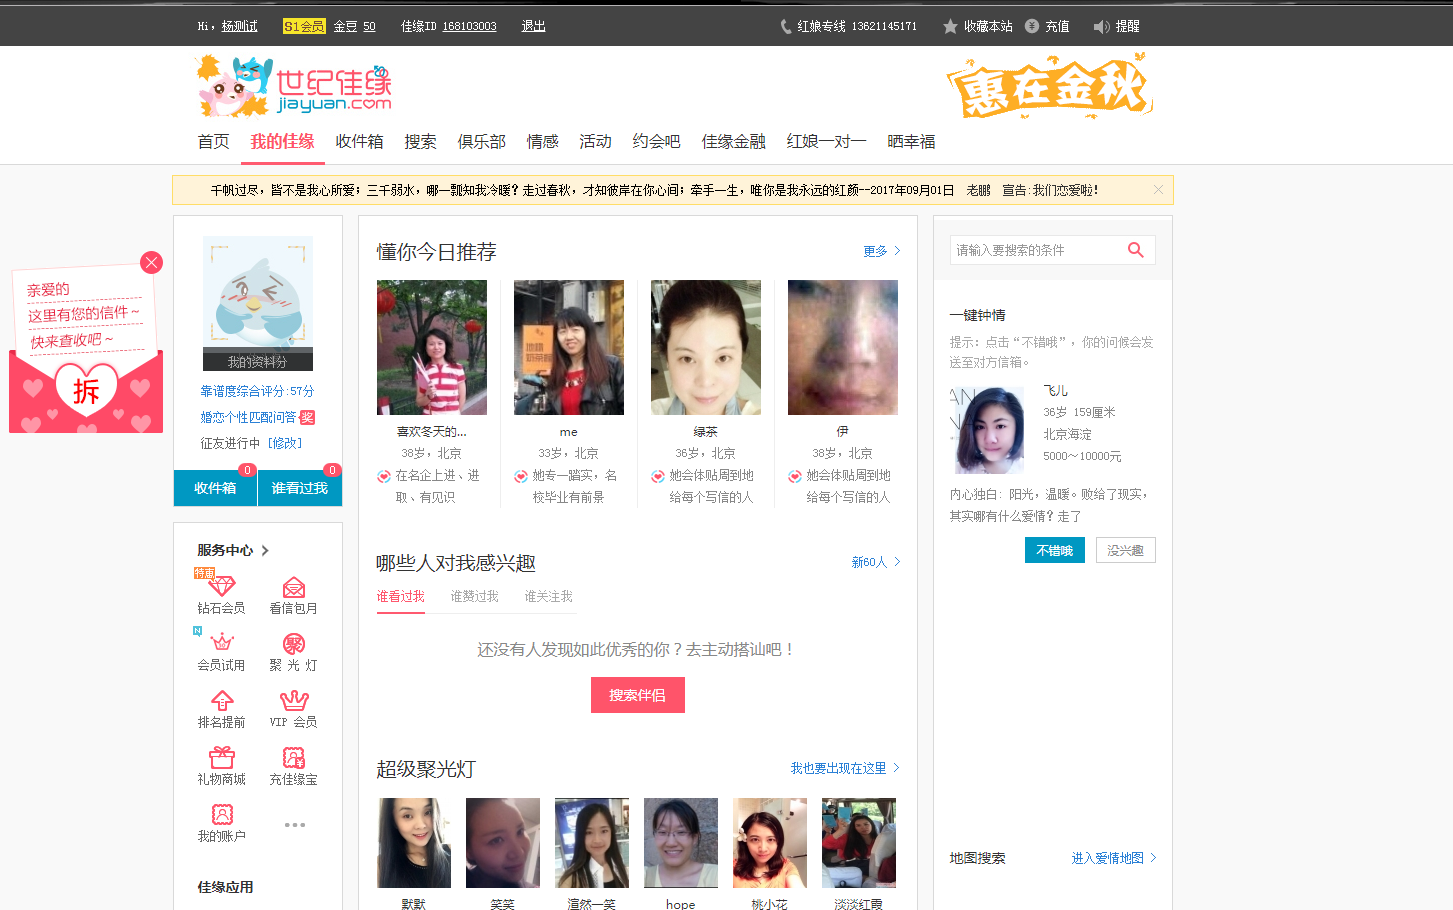 Hi，杨测试 S1会员 金豆 50 佳缘ID 168103003 退出 红娘专线 13621145171 收藏本站 充值 提醒
世纪佳缘
jiayuan.com
惠在金秋
首页 我的佳缘 收件箱 搜索 俱乐部 情感 活动 约会吧 佳缘金融 红娘一对一 晒幸福
千帆过尽，皆不是我心所爱；三千弱水，哪一瓢知我冷暖？走过春秋，才知彼岸在你心间；牵手一生，唯你是我永远的红颜--2017年09月01日 老鹏 宣告:我们恋爱啦！
亲爱的
这里有您的信件~
快来查收吧~
拆
我的资料分
靠谱度综合评分:57分
婚恋个性匹配问答 奖
征友进行中 [修改]
收件箱 0 谁看过我 0
服务中心
特惠
钻石会员 看信包月
N
会员试用 聚光灯
聚
排名提前 VIP 会员
礼物商城 充佳缘宝
我的账户
佳缘应用
懂你今日推荐 更多
喜欢冬天的...
38岁，北京
在名企上进、进
取、有见识
me
33岁，北京
她专一踏实，名
校毕业有前景
绿茶
36岁，北京
她会体贴周到地
给每个写信的人
伊
38岁，北京
她会体贴周到地
给每个写信的人
哪些人对我感兴趣 新60人
谁看过我 谁赞过我 谁关注我
还没有人发现如此优秀的你？去主动搭讪吧！
搜索伴侣
超级聚光灯 我也要出现在这里
默默 笑笑 渲然一笑 hope 桃小花 淡淡红霞
请输入要搜索的条件
一键钟情
提示：点击“不错哦”，你的问候会发
送至对方信箱。
飞儿
36岁 159厘米
北京海淀
5000～10000元
内心独白：阳光，温暖。败给了现实，
其实哪有什么爱情？走了
不错哦 没兴趣
地图搜索 进入爱情地图